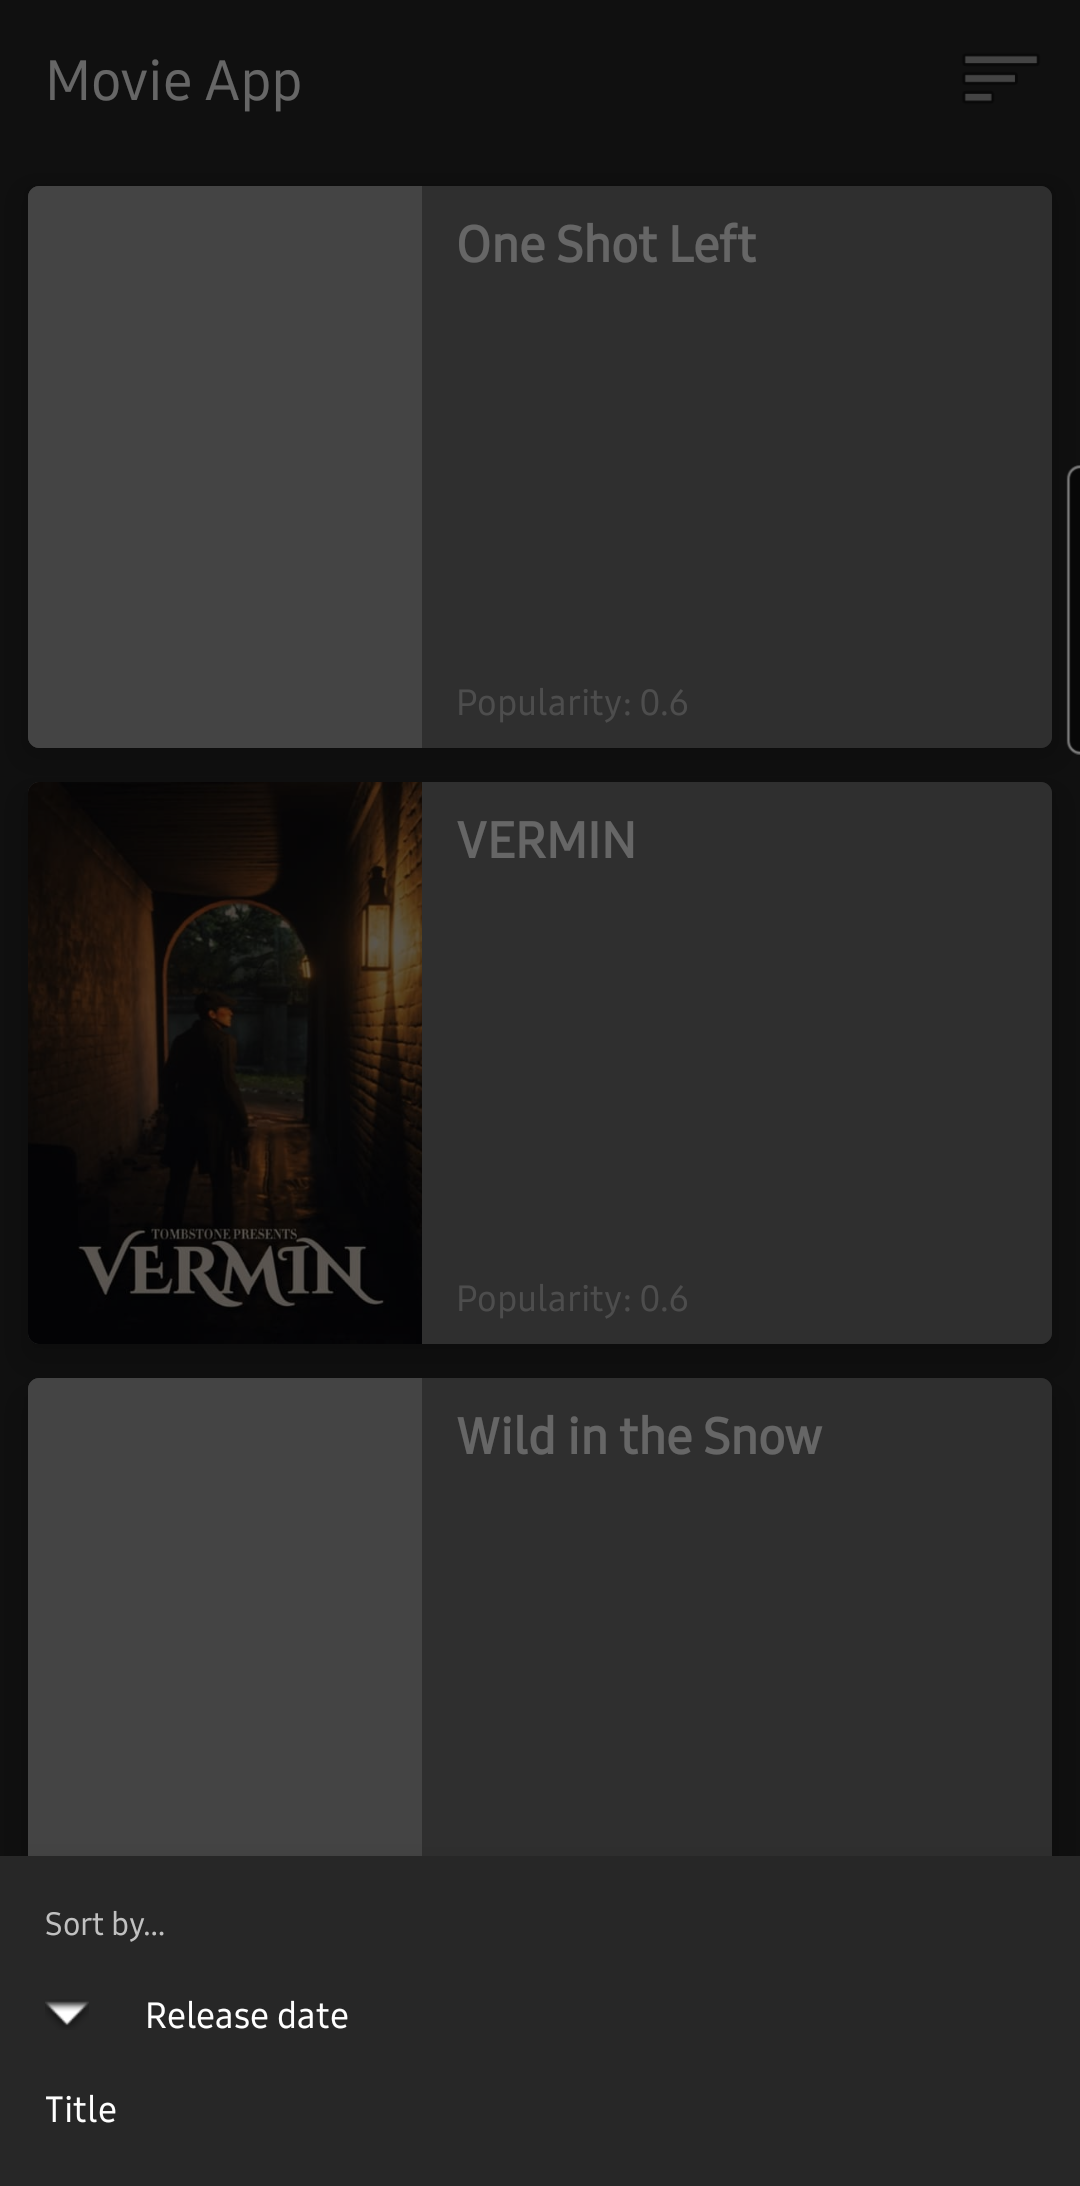 Movie App
One Shot Left
Popularity: 0.6
VERMIN
TOMBSTONE PRESENTS
VERMIN
Popularity: 0.6
Wild in the Snow
Sort by...
Release date
Title